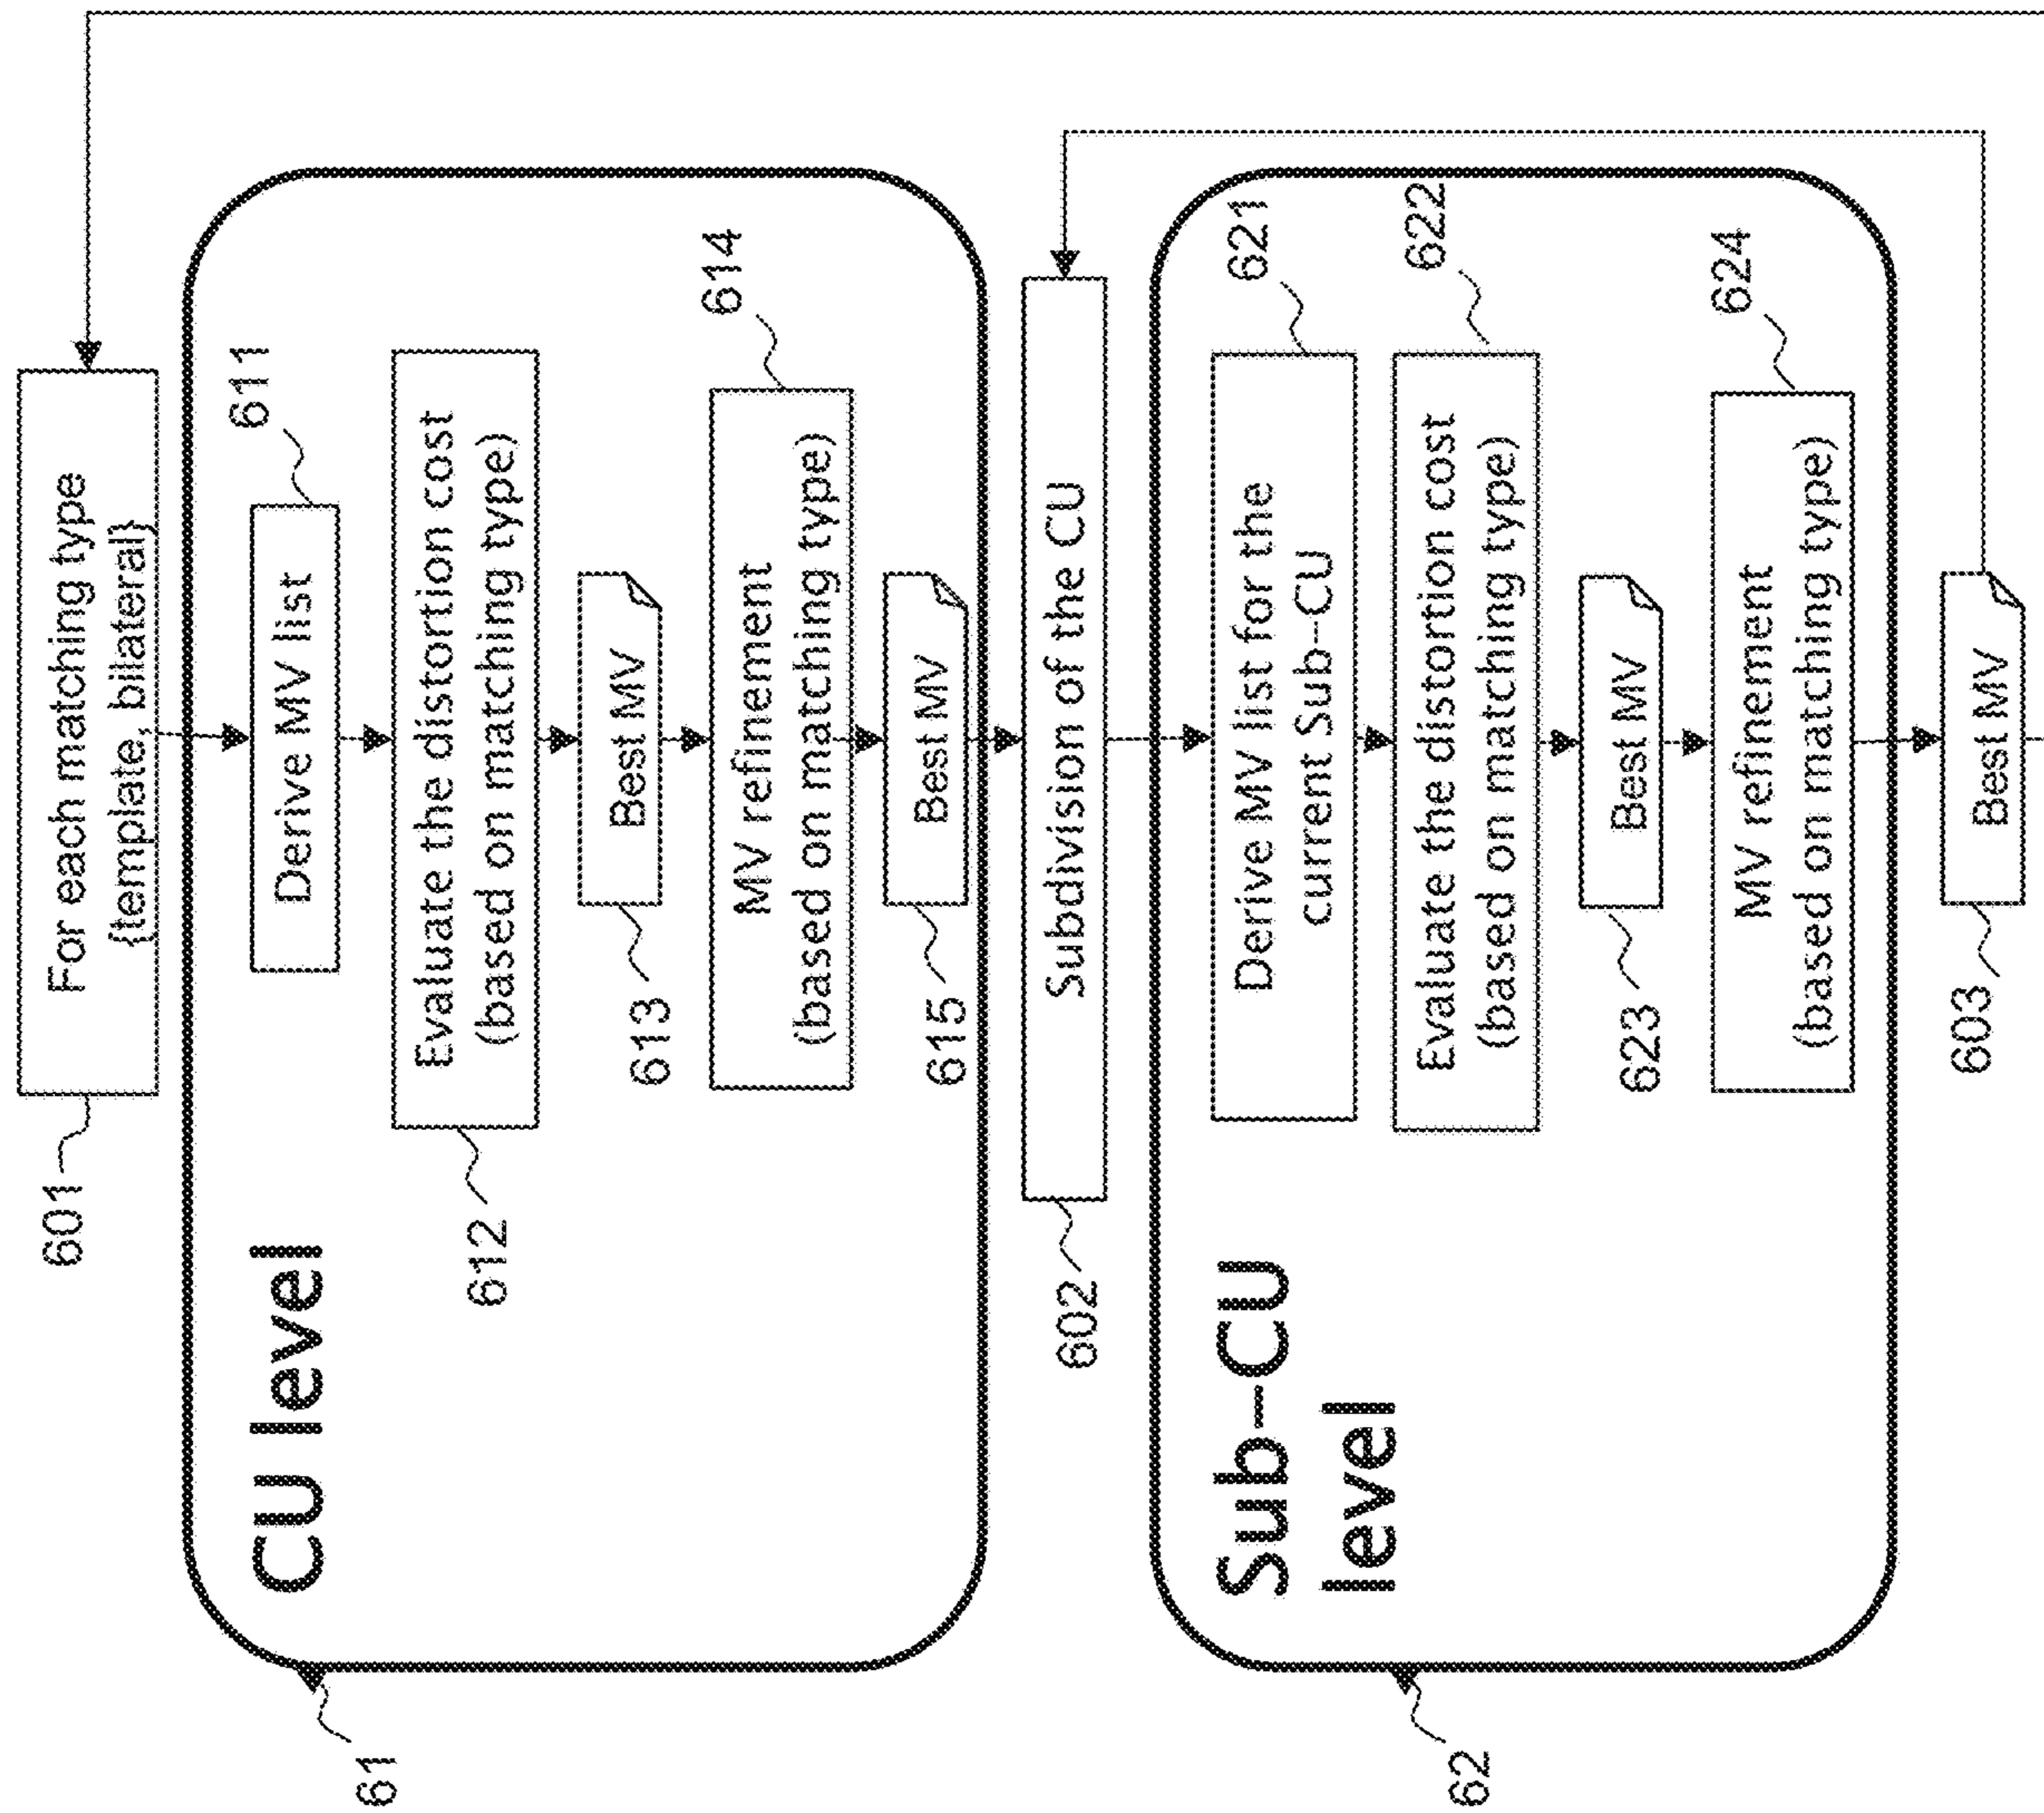 601
For each matching type
{template, bilateral}
61
CU level
611
Derive MV list
612
Evaluate the distortion cost
(based on matching type)
613
Best MV
614
MV refinement
(based on matching type)
615
Best MV
602
Subdivision of the CU
62
Sub-CU
level
621
Derive MV list for the
current Sub-CU
622
Evaluate the distortion cost
(based on matching type)
623
Best MV
624
MV refinement
(based on matching type)
603
Best MV